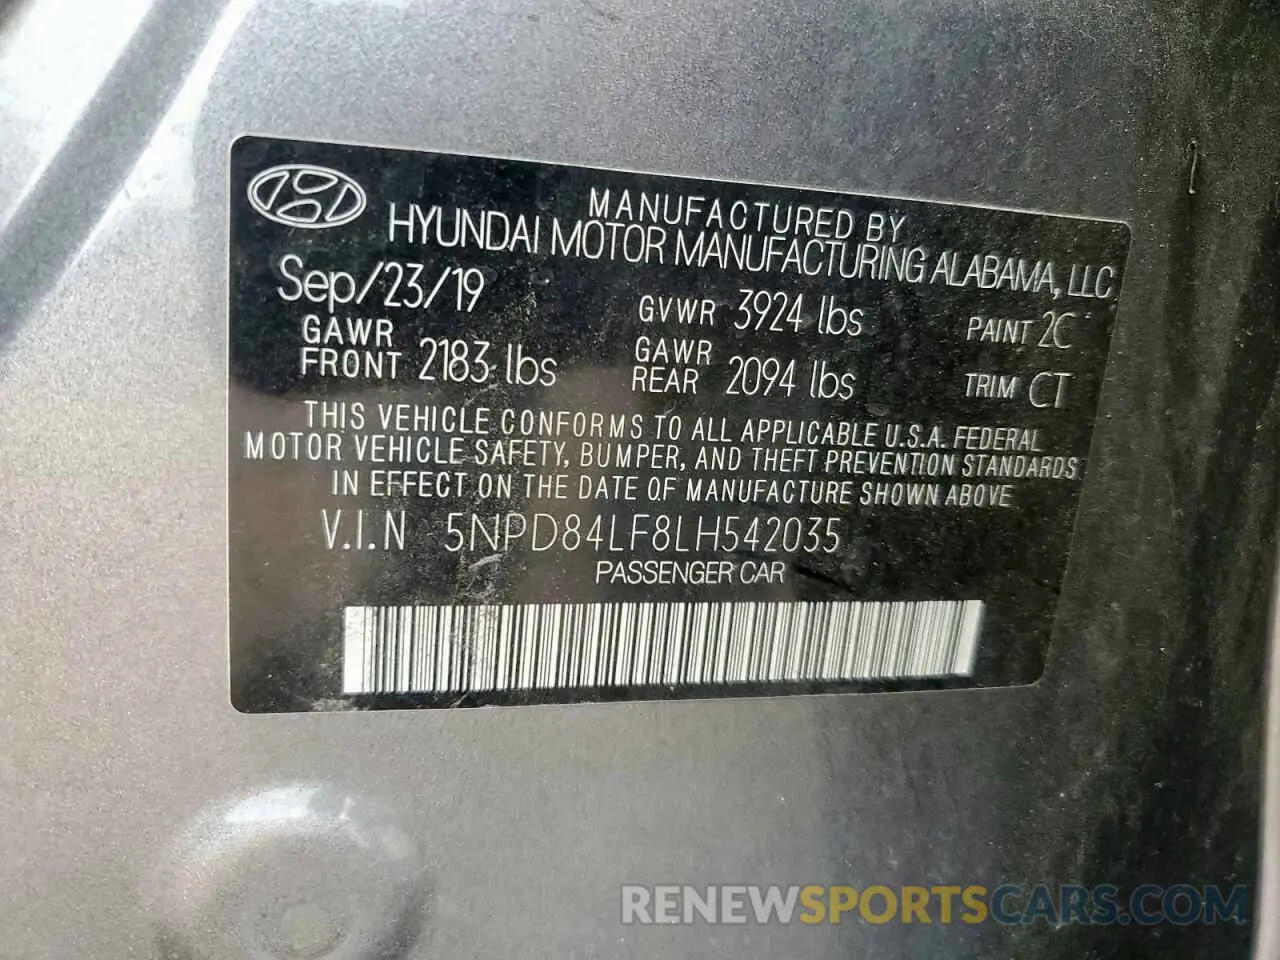 MANUFACTURED BY
HYUNDAI MOTOR MANUFACTURING ALABAMA, LLC
Sep/23/19
GVWR 3924 lbs
PAINT 2C
GAWR FRONT 2183 lbs
GAWR REAR 2094 lbs
TRIM CT
THIS VEHICLE CONFORMS TO ALL APPLICABLE U.S.A. FEDERAL
MOTOR VEHICLE SAFETY, BUMPER, AND THEFT PREVENTION STANDARDS
IN EFFECT ON THE DATE OF MANUFACTURE SHOWN ABOVE
V.I.N 5NPD84LF8LH542035
PASSENGER CAR
RENEWSPORTSCARS.COM